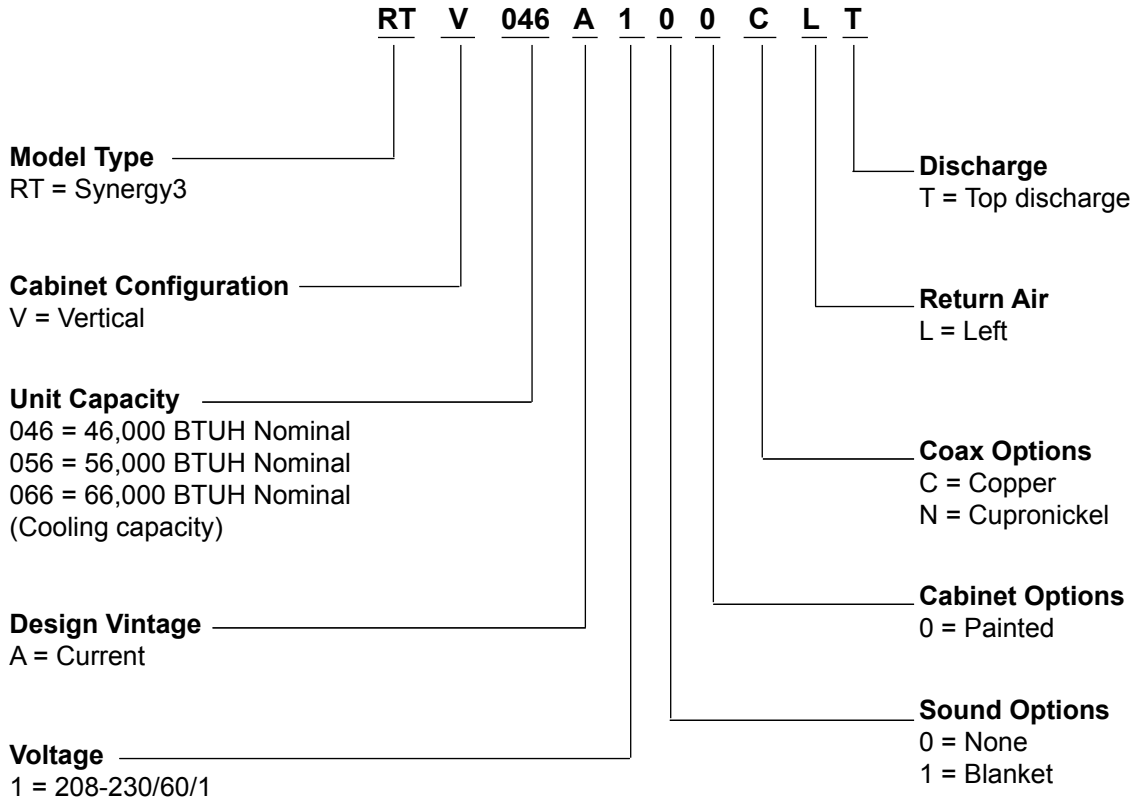 RT V 046 A 1 0 0 C L T
Model Type
RT = Synergy3
Cabinet Configuration
V = Vertical
Unit Capacity
046 = 46,000 BTUH Nominal
056 = 56,000 BTUH Nominal
066 = 66,000 BTUH Nominal
(Cooling capacity)
Design Vintage
A = Current
Voltage
1 = 208-230/60/1
Discharge
T = Top discharge
Return Air
L = Left
Coax Options
C = Copper
N = Cupronickel
Cabinet Options
0 = Painted
Sound Options
0 = None
1 = Blanket